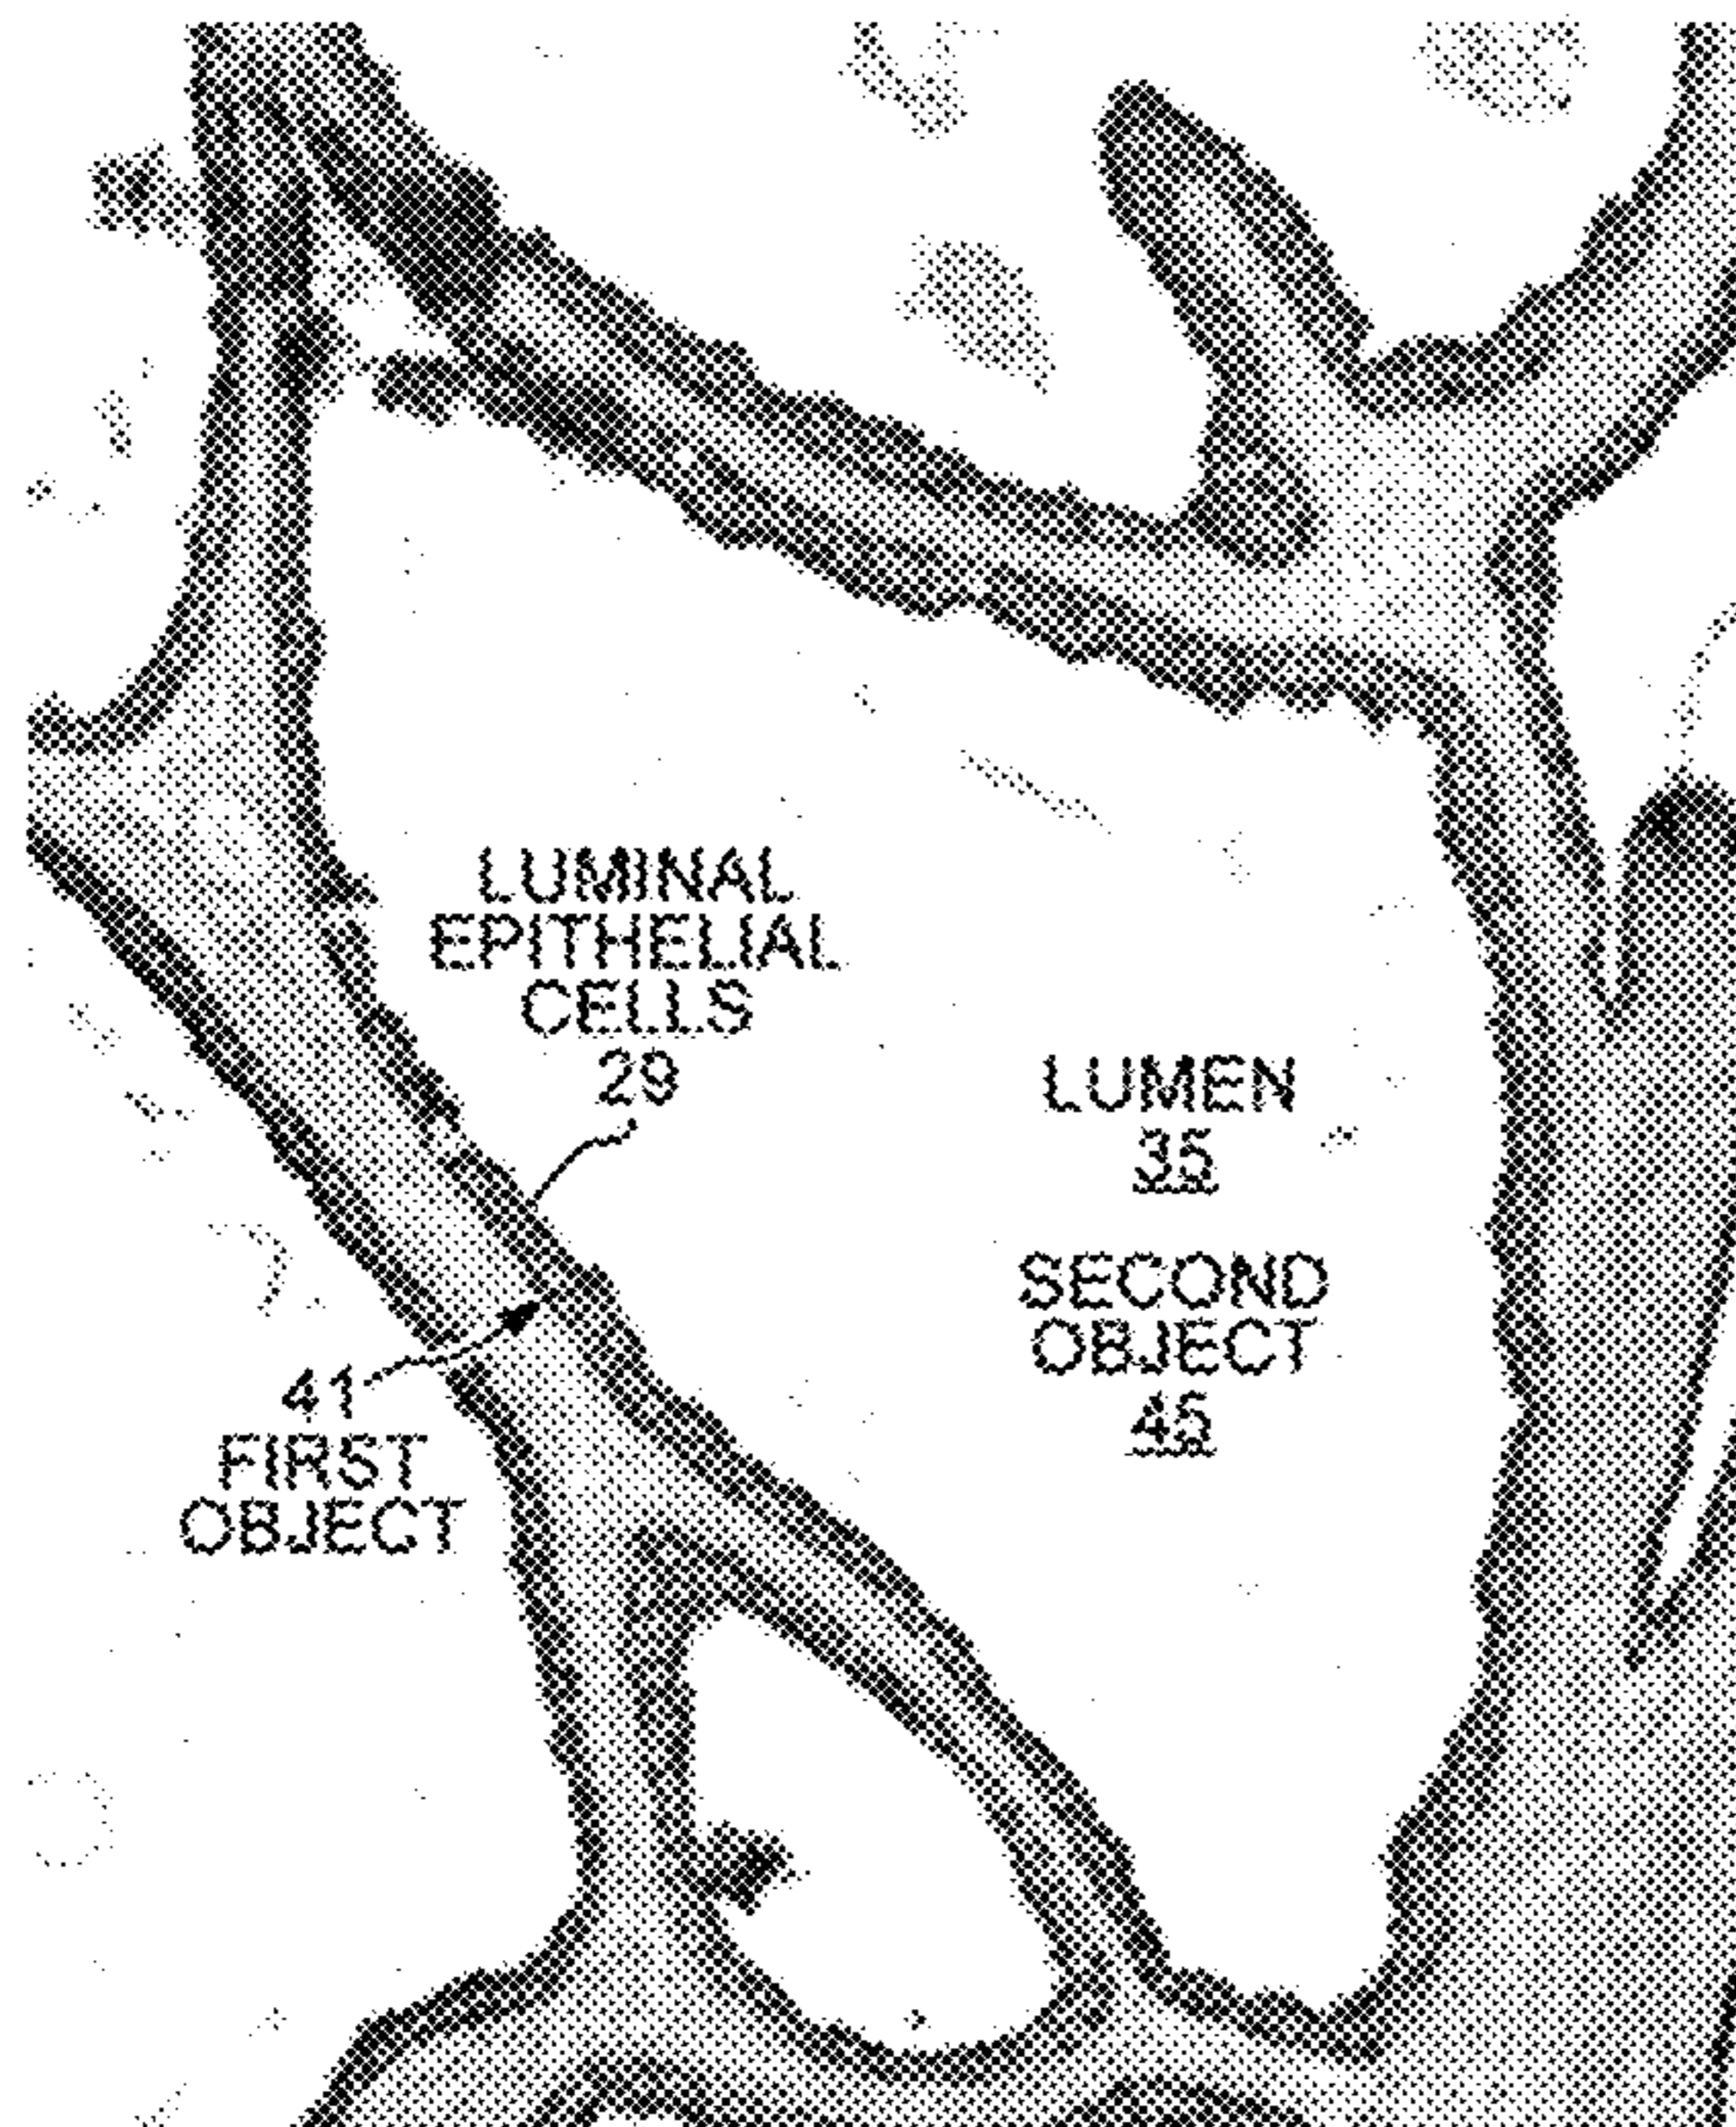 LUMINAL
EPITHELIAL
CELLS
29
LUMEN
35
SECOND
OBJECT
45
41
FIRST
OBJECT